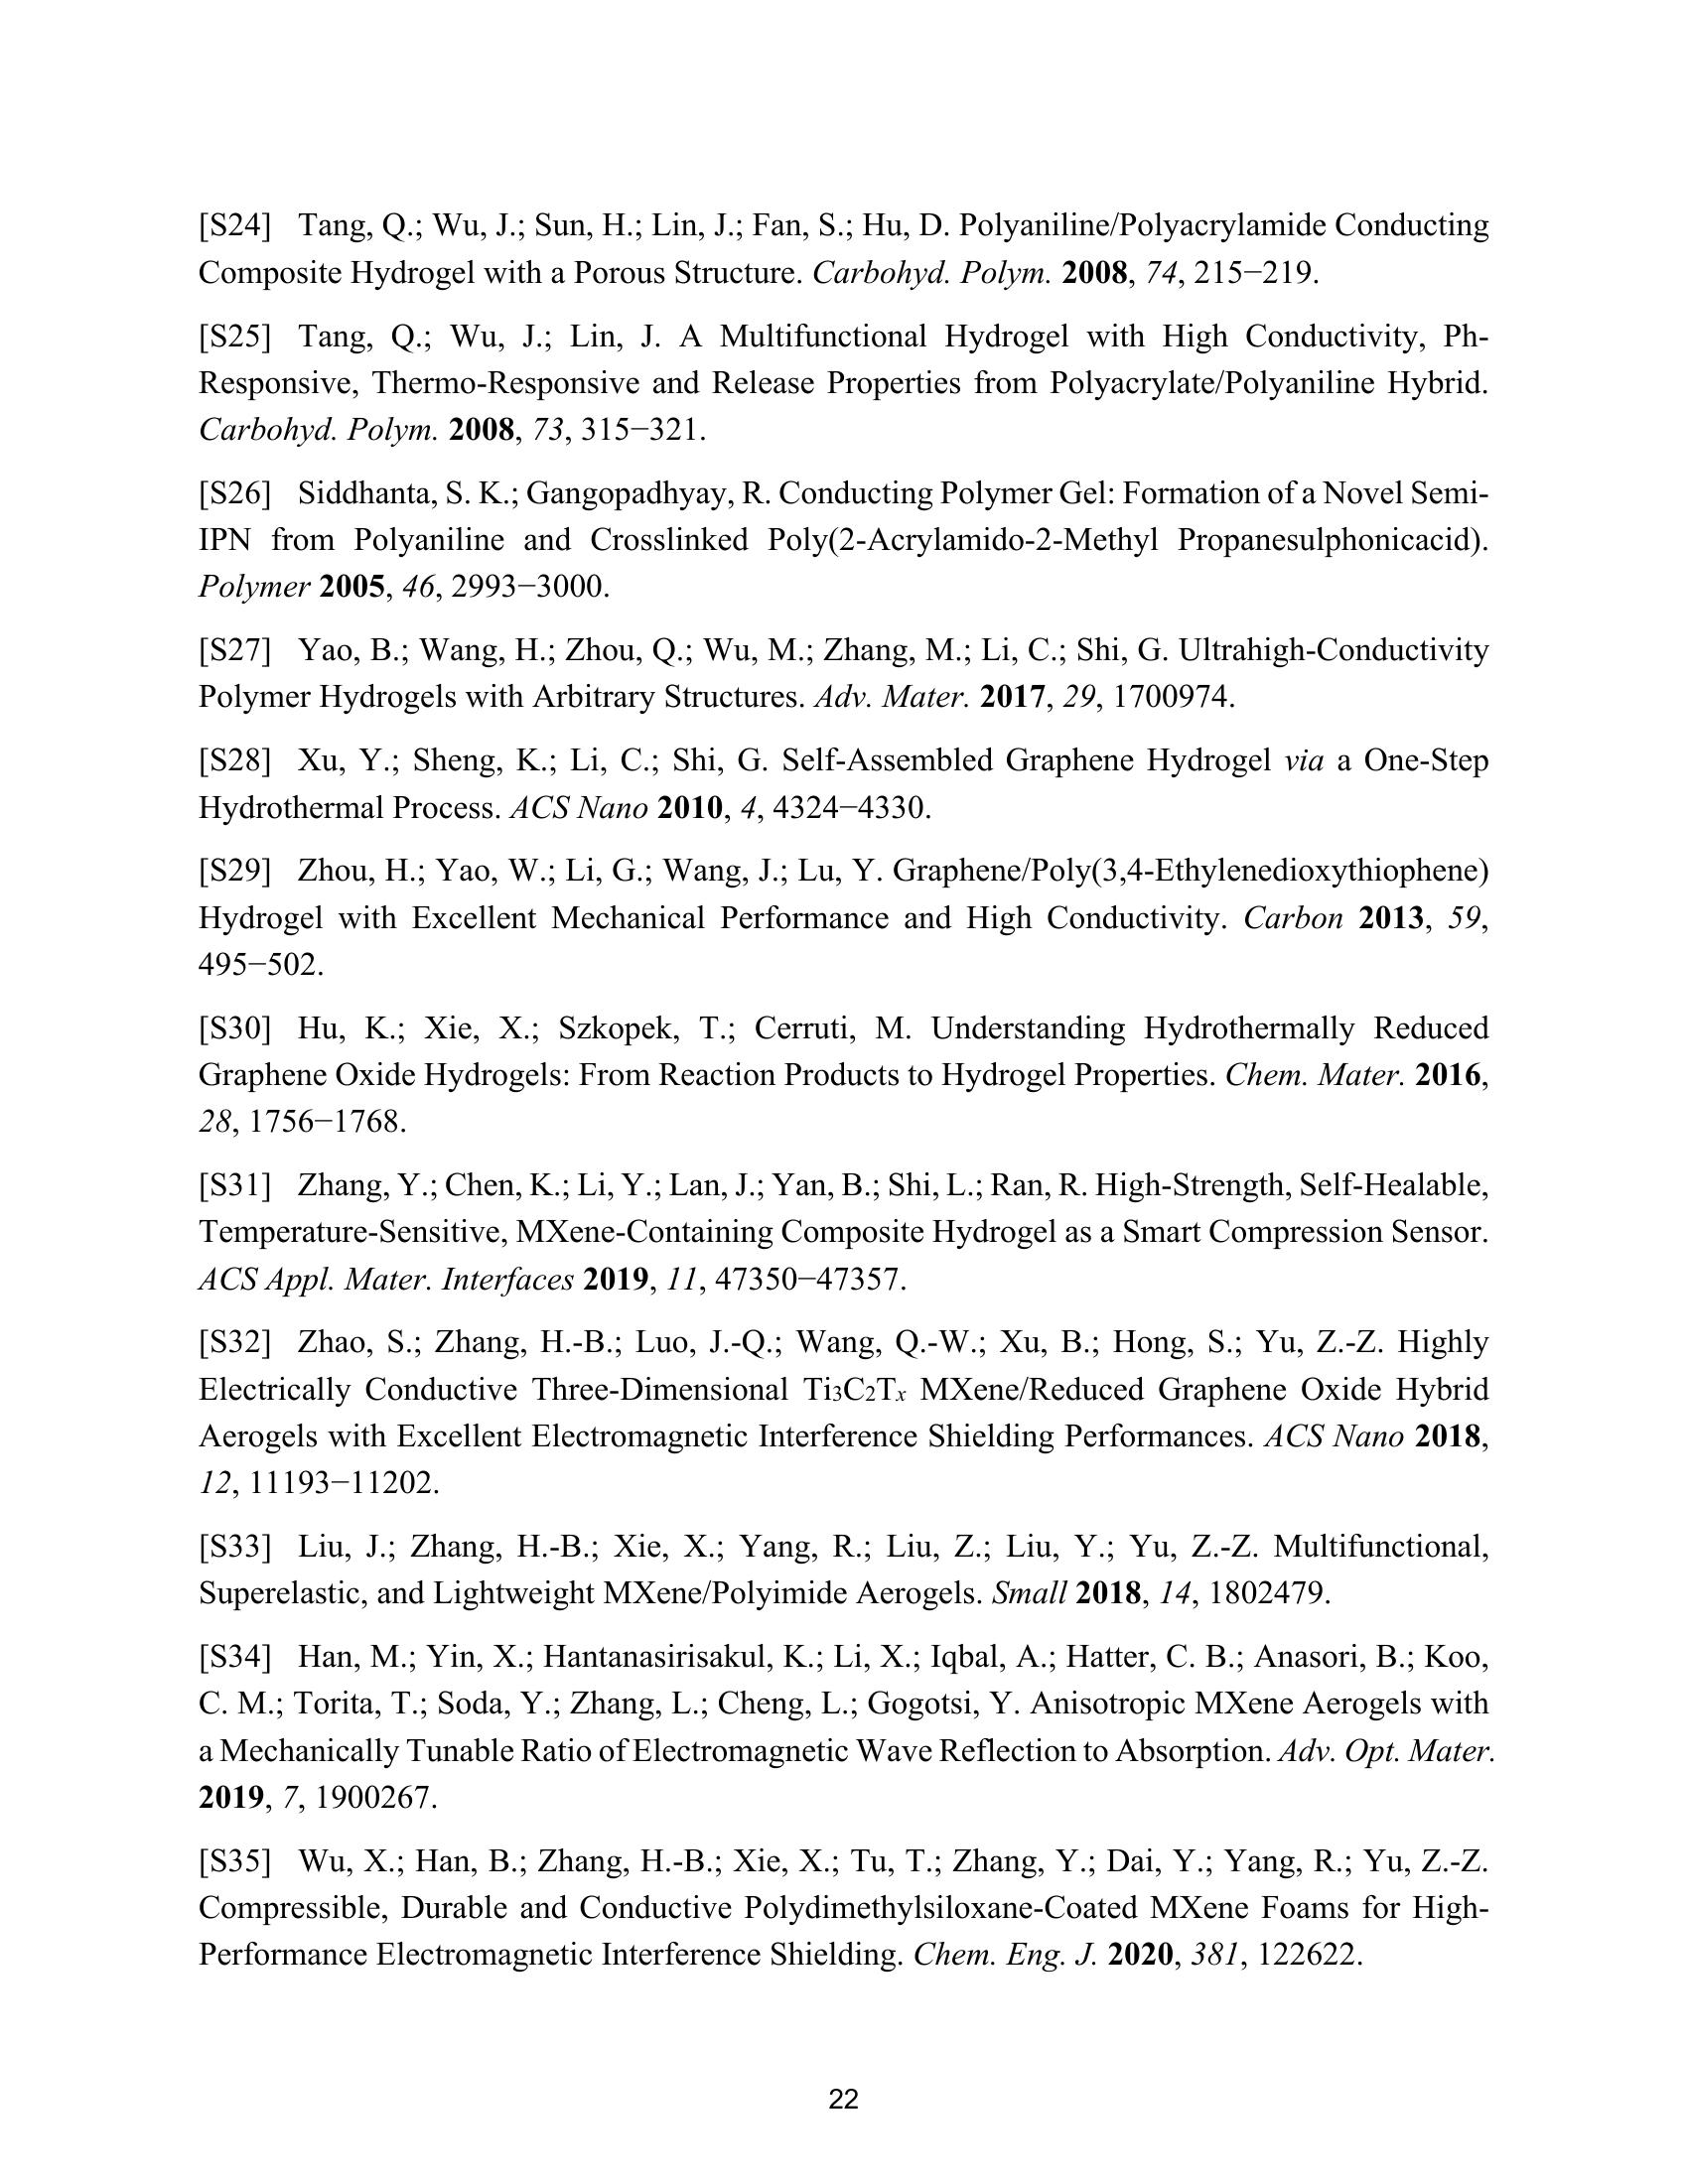 [S24] Tang, Q.; Wu, J.; Sun, H.; Lin, J.; Fan, S.; Hu, D. Polyaniline/Polyacrylamide Conducting
Composite Hydrogel with a Porous Structure. Carbohyd. Polym. 2008, 74, 215−219.
[S25] Tang, Q.; Wu, J.; Lin, J. A Multifunctional Hydrogel with High Conductivity, Ph-
Responsive, Thermo-Responsive and Release Properties from Polyacrylate/Polyaniline Hybrid.
Carbohyd. Polym. 2008, 73, 315−321.
[S26] Siddhanta, S. K.; Gangopadhyay, R. Conducting Polymer Gel: Formation of a Novel Semi-
IPN from Polyaniline and Crosslinked Poly(2-Acrylamido-2-Methyl Propanesulphonicacid).
Polymer 2005, 46, 2993−3000.
[S27] Yao, B.; Wang, H.; Zhou, Q.; Wu, M.; Zhang, M.; Li, C.; Shi, G. Ultrahigh-Conductivity
Polymer Hydrogels with Arbitrary Structures. Adv. Mater. 2017, 29, 1700974.
[S28] Xu, Y.; Sheng, K.; Li, C.; Shi, G. Self-Assembled Graphene Hydrogel via a One-Step
Hydrothermal Process. ACS Nano 2010, 4, 4324−4330.
[S29] Zhou, H.; Yao, W.; Li, G.; Wang, J.; Lu, Y. Graphene/Poly(3,4-Ethylenedioxythiophene)
Hydrogel with Excellent Mechanical Performance and High Conductivity. Carbon 2013, 59,
495−502.
[S30] Hu, K.; Xie, X.; Szkopek, T.; Cerruti, M. Understanding Hydrothermally Reduced
Graphene Oxide Hydrogels: From Reaction Products to Hydrogel Properties. Chem. Mater. 2016,
28, 1756−1768.
[S31] Zhang, Y.; Chen, K.; Li, Y.; Lan, J.; Yan, B.; Shi, L.; Ran, R. High-Strength, Self-Healable,
Temperature-Sensitive, MXene-Containing Composite Hydrogel as a Smart Compression Sensor.
ACS Appl. Mater. Interfaces 2019, 11, 47350−47357.
[S32] Zhao, S.; Zhang, H.-B.; Luo, J.-Q.; Wang, Q.-W.; Xu, B.; Hong, S.; Yu, Z.-Z. Highly
Electrically Conductive Three-Dimensional Ti3C2Tx MXene/Reduced Graphene Oxide Hybrid
Aerogels with Excellent Electromagnetic Interference Shielding Performances. ACS Nano 2018,
12, 11193−11202.
[S33] Liu, J.; Zhang, H.-B.; Xie, X.; Yang, R.; Liu, Z.; Liu, Y.; Yu, Z.-Z. Multifunctional,
Superelastic, and Lightweight MXene/Polyimide Aerogels. Small 2018, 14, 1802479.
[S34] Han, M.; Yin, X.; Hantanasirisakul, K.; Li, X.; Iqbal, A.; Hatter, C. B.; Anasori, B.; Koo,
C. M.; Torita, T.; Soda, Y.; Zhang, L.; Cheng, L.; Gogotsi, Y. Anisotropic MXene Aerogels with
a Mechanically Tunable Ratio of Electromagnetic Wave Reflection to Absorption. Adv. Opt. Mater.
2019, 7, 1900267.
[S35] Wu, X.; Han, B.; Zhang, H.-B.; Xie, X.; Tu, T.; Zhang, Y.; Dai, Y.; Yang, R.; Yu, Z.-Z.
Compressible, Durable and Conductive Polydimethylsiloxane-Coated MXene Foams for High-
Performance Electromagnetic Interference Shielding. Chem. Eng. J. 2020, 381, 122622.
22